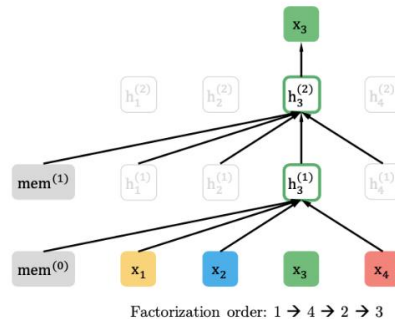 x₃
h₁⁽²⁾ h₂⁽²⁾ h₃⁽²⁾ h₄⁽²⁾
mem⁽¹⁾ h₁⁽¹⁾ h₂⁽¹⁾ h₃⁽¹⁾ h₄⁽¹⁾
mem⁽⁰⁾ x₁ x₂ x₃ x₄
Factorization order: 1 → 4 → 2 → 3